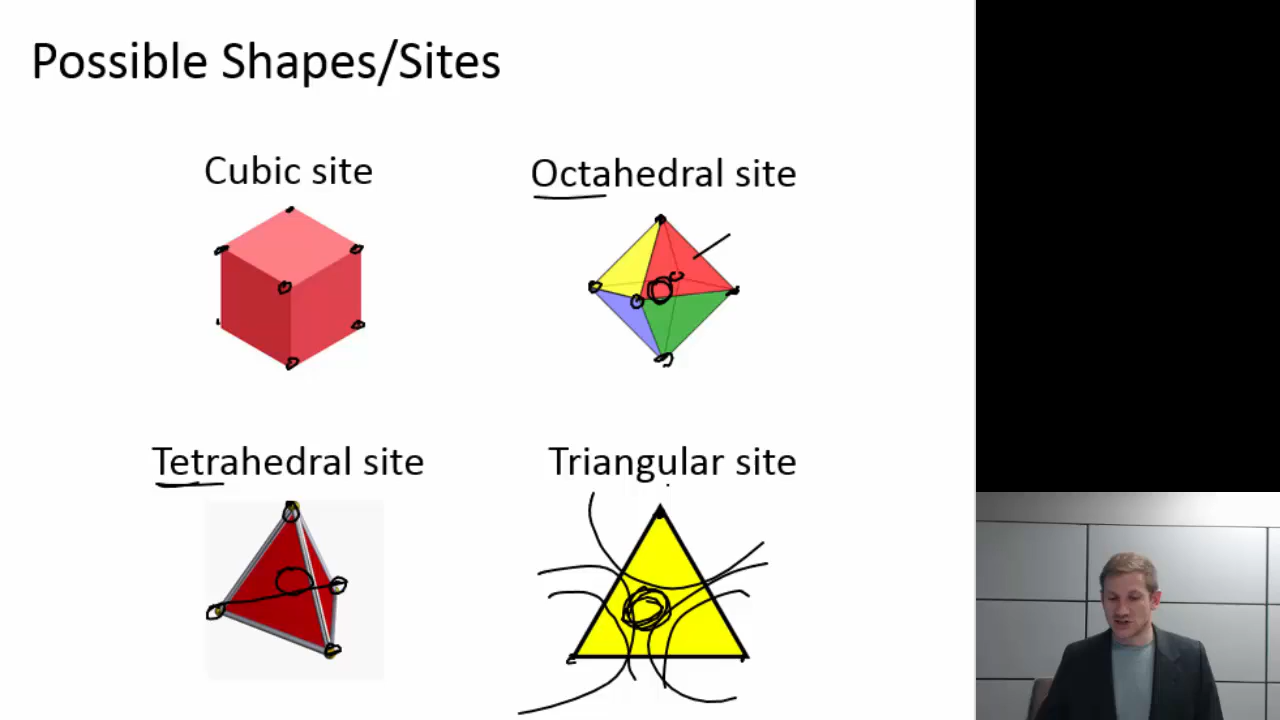 Possible Shapes/Sites
Cubic site
Octahedral site
Tetrahedral site
Triangular site